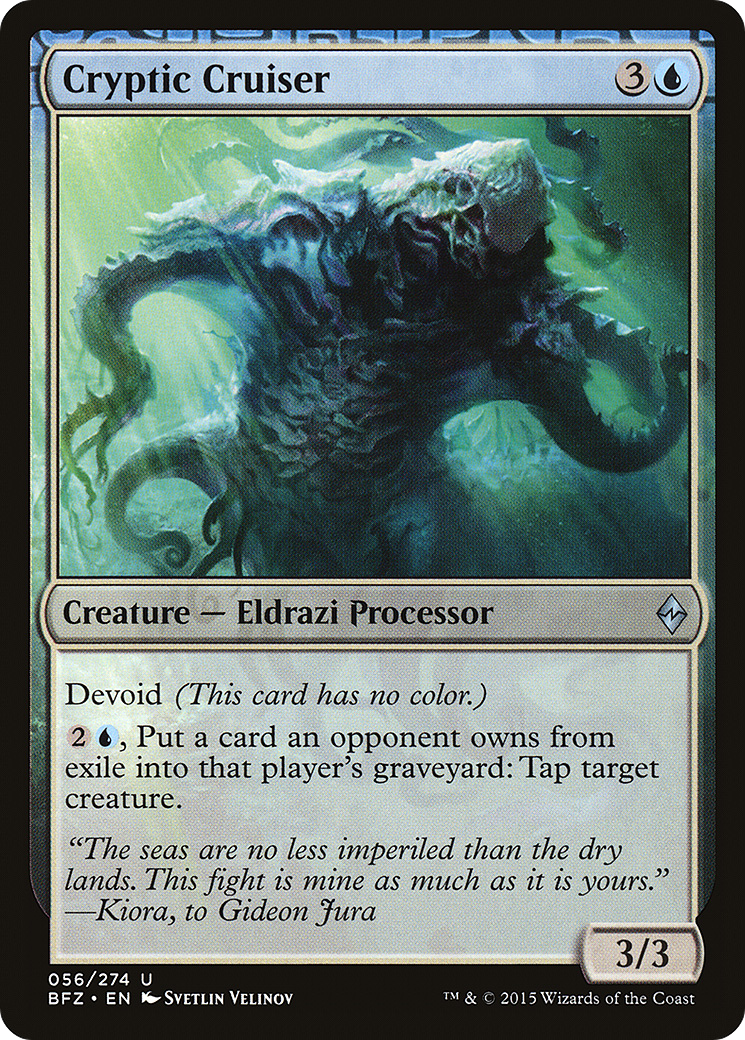 Cryptic Cruiser 3
Creature — Eldrazi Processor
Devoid (This card has no color.)
2, Put a card an opponent owns from
exile into that player's graveyard: Tap target
creature.
“The seas are no less imperiled than the dry
lands. This fight is mine as much as it is yours.”
—Kiora, to Gideon Jura
3/3
056/274 U
BFZ • EN Svetlin Velinov ™ & © 2015 Wizards of the Coast